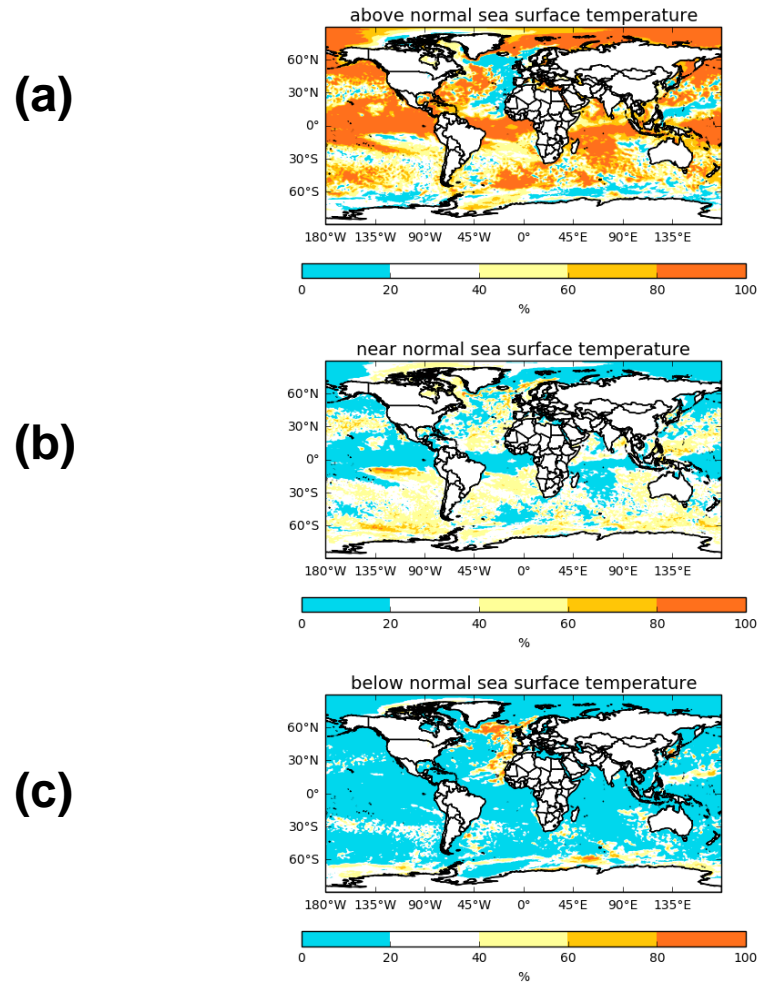 above normal sea surface temperature
(a)
60°N
30°N
0°
30°S
60°S
180°W 135°W 90°W 45°W 0° 45°E 90°E 135°E
0 20 40 60 80 100
%
near normal sea surface temperature
(b)
60°N
30°N
0°
30°S
60°S
180°W 135°W 90°W 45°W 0° 45°E 90°E 135°E
0 20 40 60 80 100
%
below normal sea surface temperature
(c)
60°N
30°N
0°
30°S
60°S
180°W 135°W 90°W 45°W 0° 45°E 90°E 135°E
0 20 40 60 80 100
%